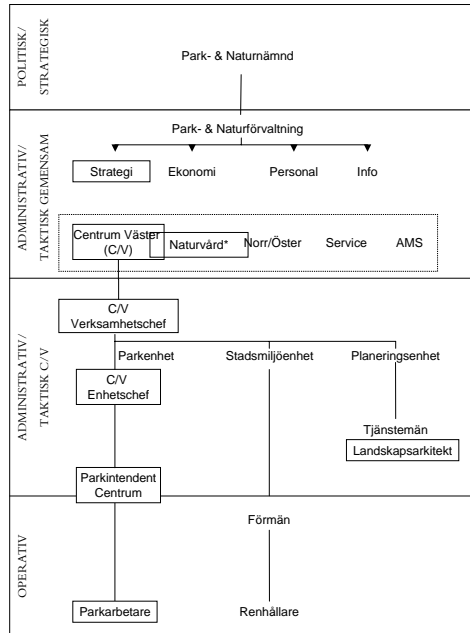 POLITISK/
STRATEGISK
Park- & Naturnämnd
ADMINISTRATIV/
TAKTISK GEMENSAM
Park- & Naturförvaltning
Strategi Ekonomi Personal Info
Centrum Väster
(C/V)
Naturvård* Norr/Öster Service AMS
ADMINISTRATIV/
TAKTISK C/V
C/V
Verksamhetschef
Parkenhet Stadsmiljöenhet Planeringsenhet
C/V
Enhetschef
Tjänstemän
Landskapsarkitekt
Parkintendent
Centrum
OPERATIV
Förmän
Parkarbetare Renhållare